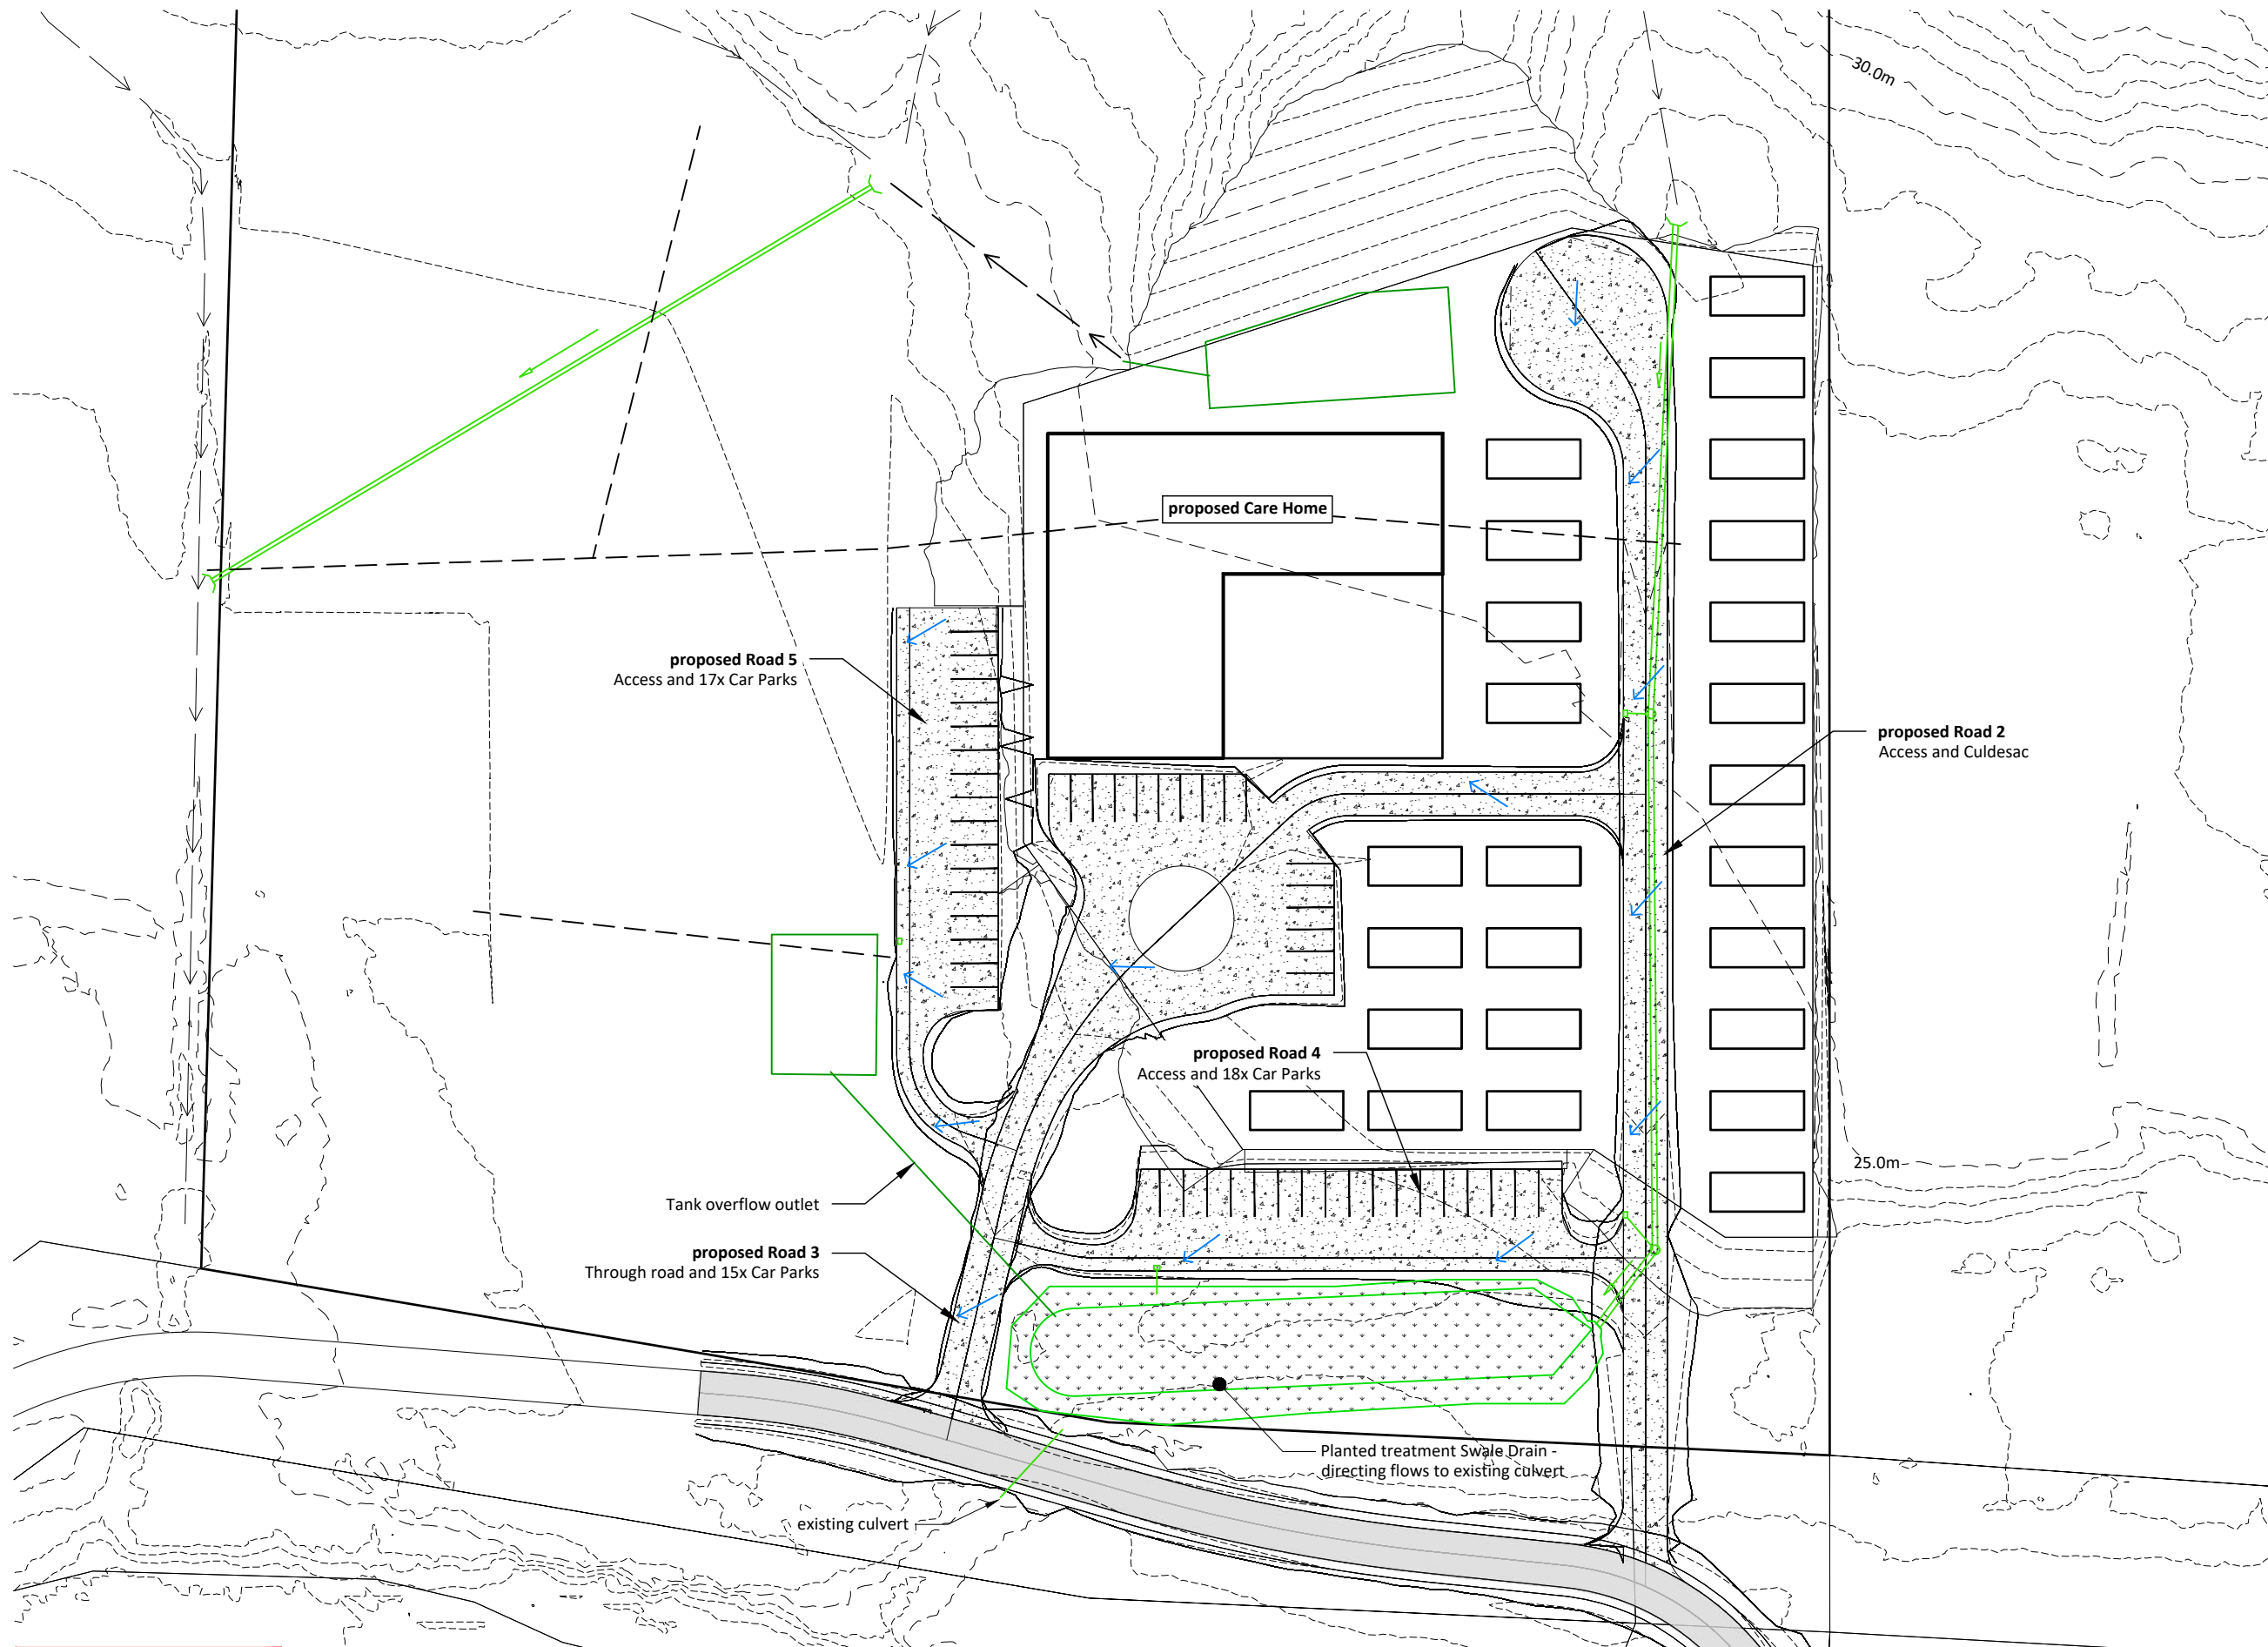 30.0m
proposed Care Home
proposed Road 5
Access and 17x Car Parks
proposed Road 2
Access and Culdesac
proposed Road 4
Access and 18x Car Parks
25.0m
Tank overflow outlet
proposed Road 3
Through road and 15x Car Parks
Planted treatment Swale Drain -
directing flows to existing culvert
existing culvert